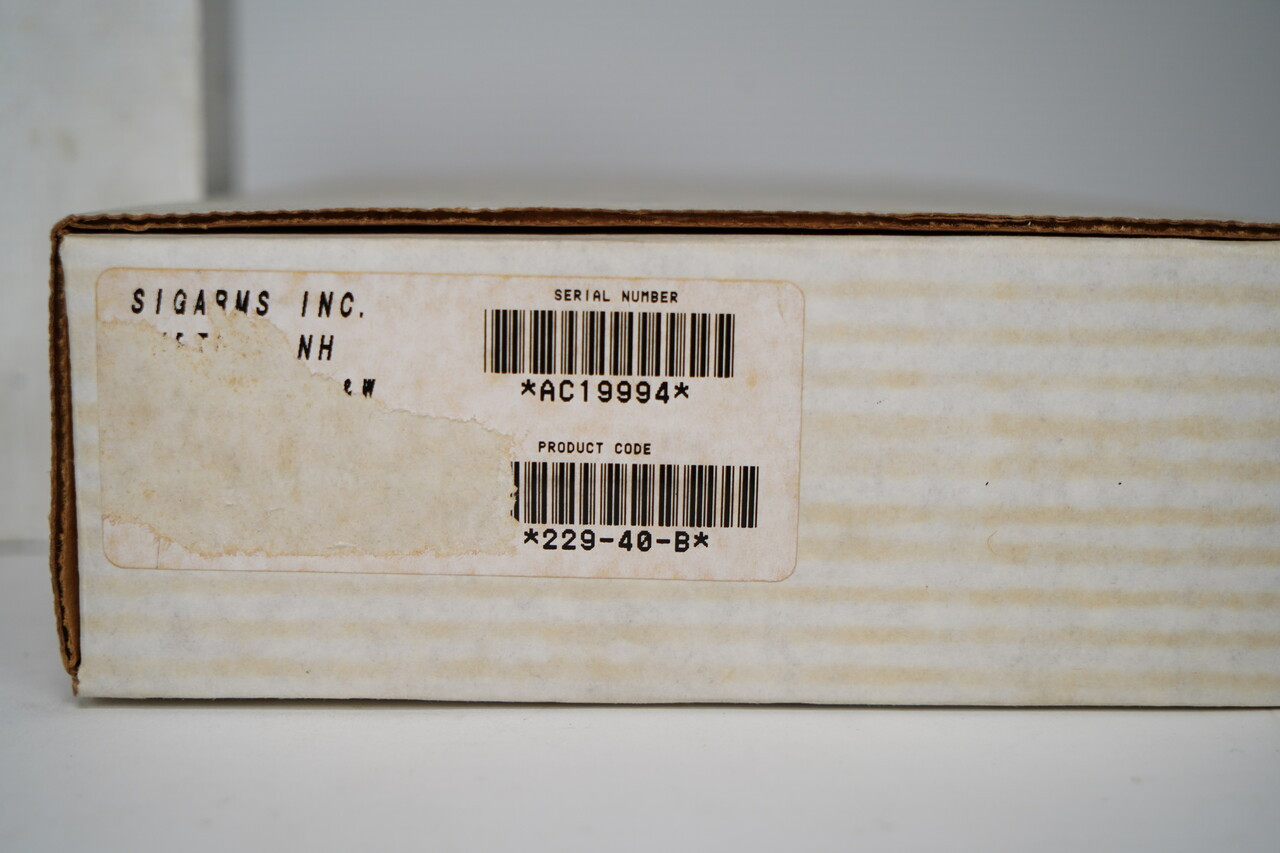 SIGARMS INC.
NH
&W
SERIAL NUMBER
*AC19994*
PRODUCT CODE
*229-40-B*